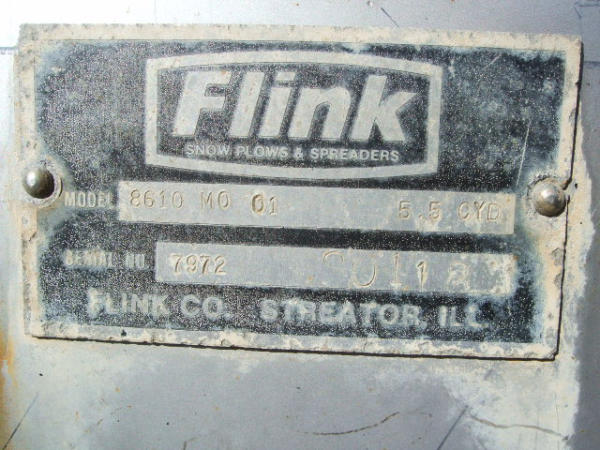 Flink
SNOW PLOWS & SPREADERS
MODEL 8610 MO 01 5.5 CYD
SERIAL NO. 7972
FLINK CO. STREATOR, ILL.